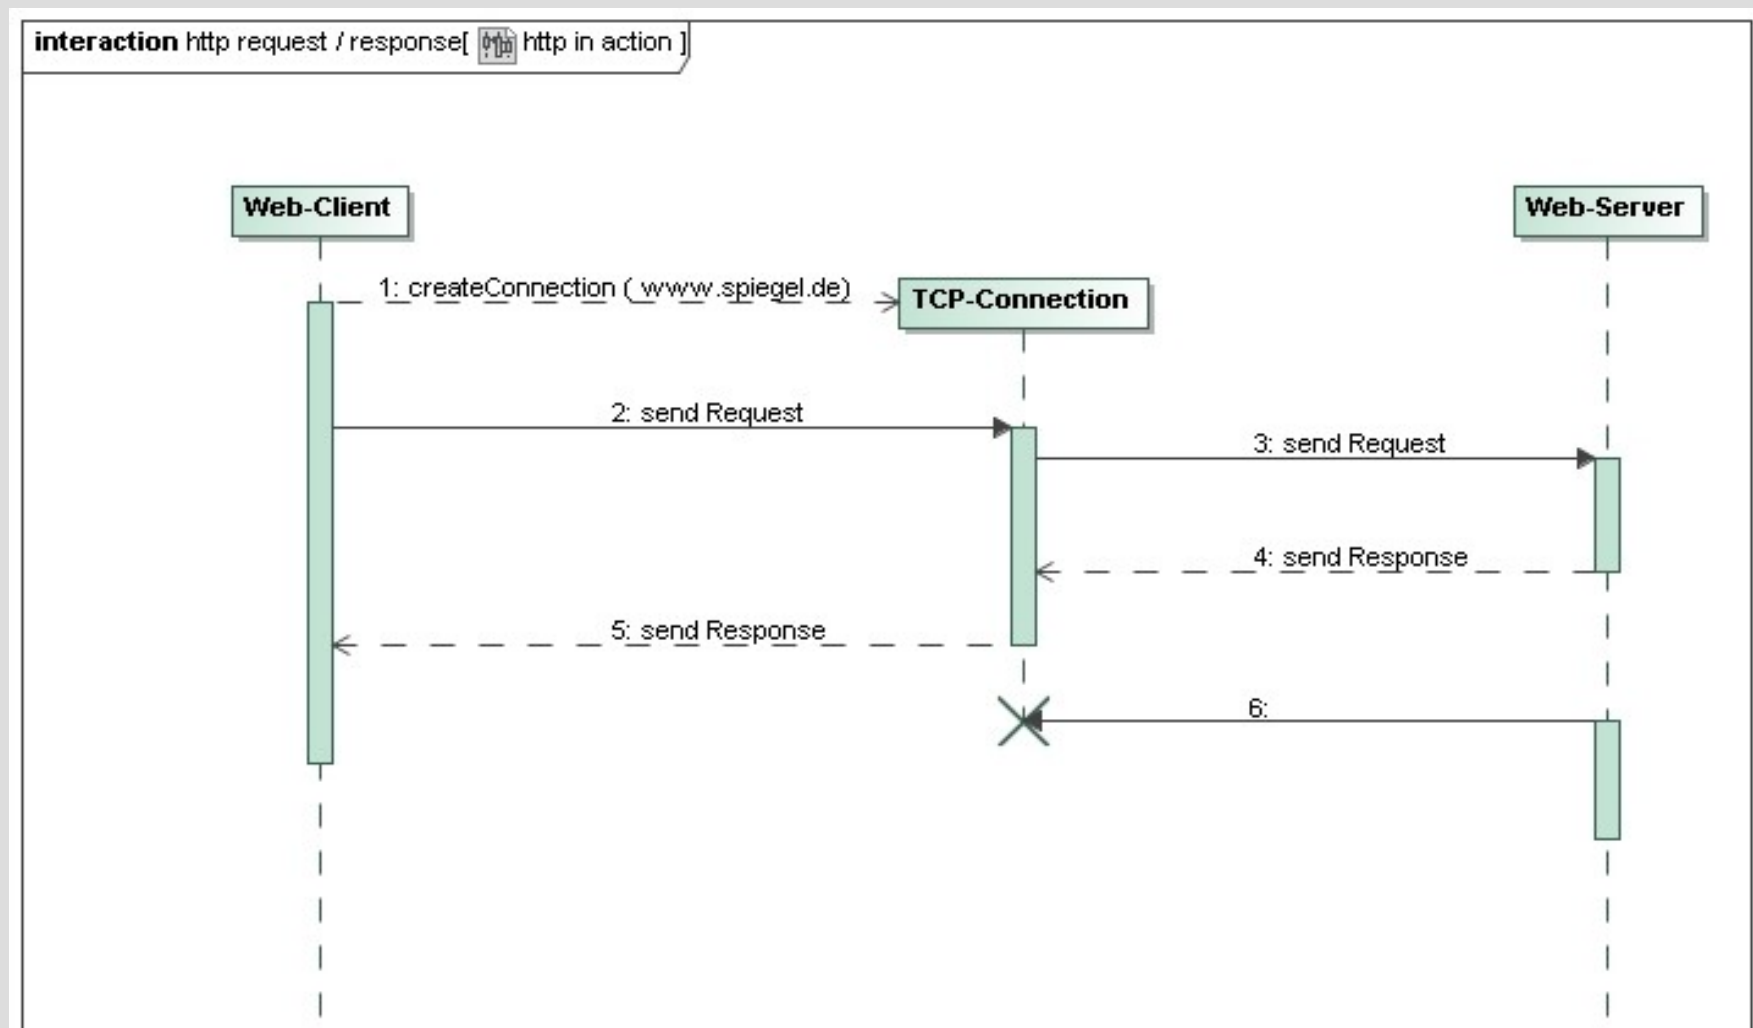 interaction http request / response[ http in action ]
Web-Client
Web-Server
1: createConnection ( www.spiegel.de)
TCP-Connection
2: send Request
3: send Request
4: send Response
5: send Response
6: